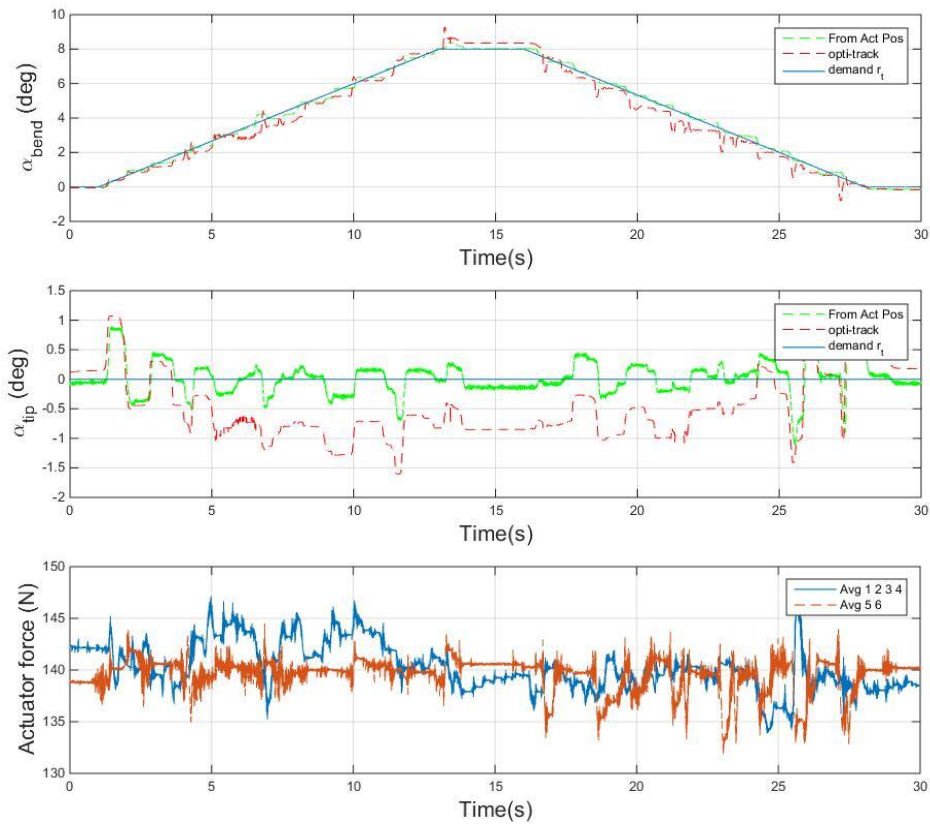 10
8
6
4
2
0
-2
α_bend (deg)
0 5 10 15 20 25 30
Time(s)
From Act Pos
opti-track
demand r_t
1.5
1
0.5
0
-0.5
-1
-1.5
-2
α_tip (deg)
0 5 10 15 20 25 30
Time(s)
From Act Pos
opti-track
demand r_t
150
145
140
135
130
Actuator force (N)
0 5 10 15 20 25 30
Time(s)
Avg 1 2 3 4
Avg 5 6